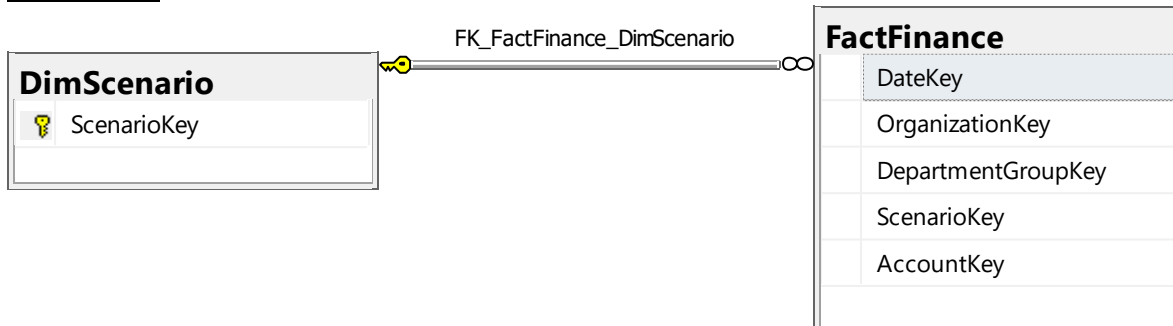 FK_FactFinance_DimScenario
DimScenario
ScenarioKey
FactFinance
DateKey
OrganizationKey
DepartmentGroupKey
ScenarioKey
AccountKey